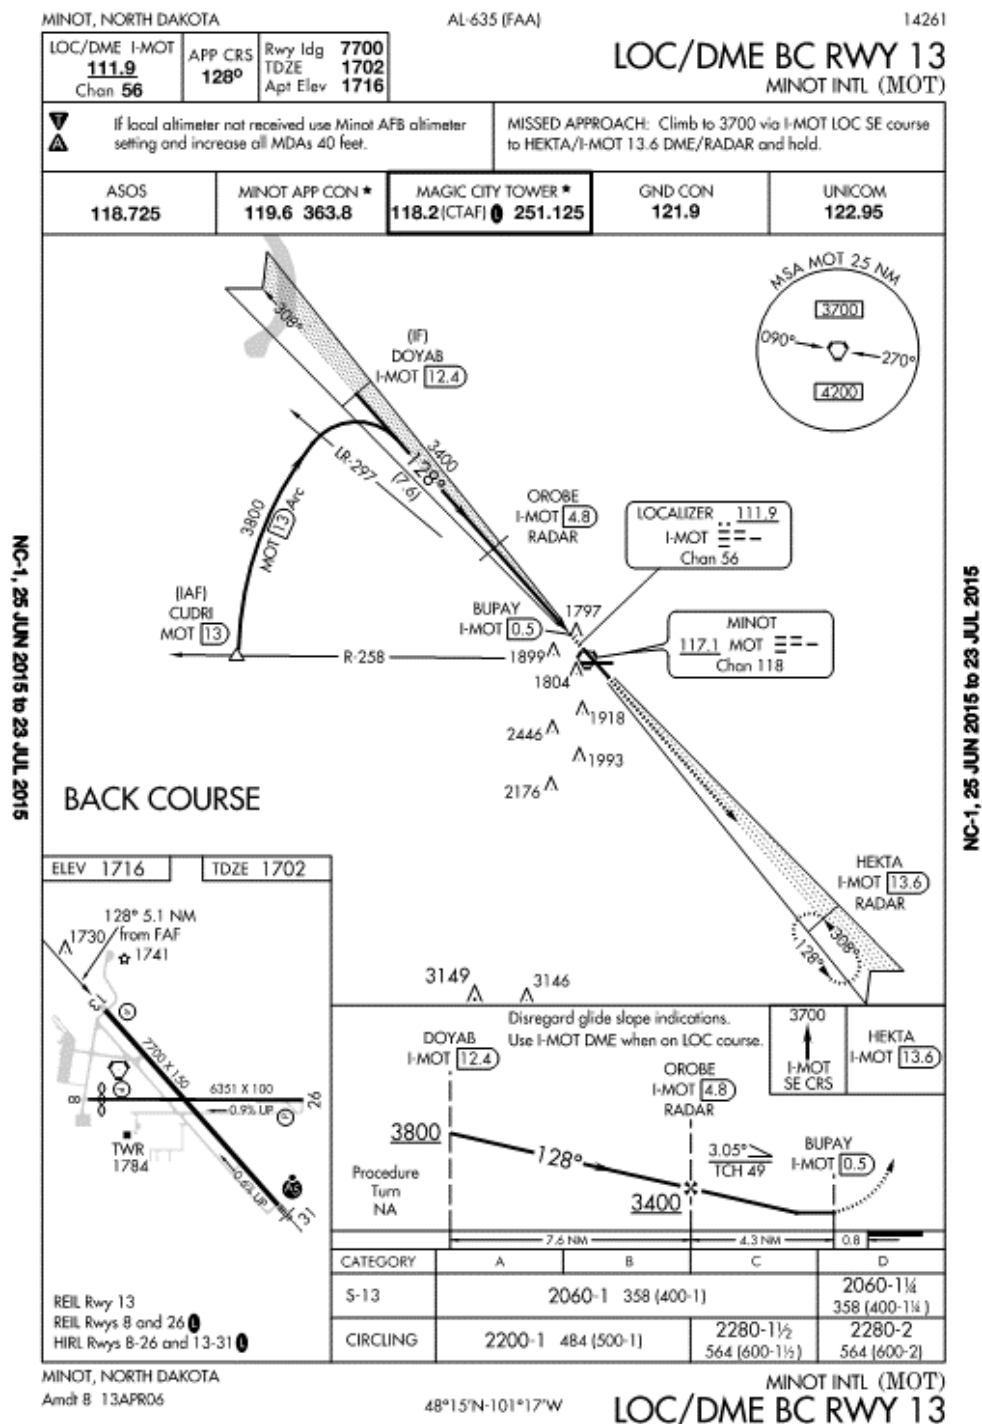 MINOT, NORTH DAKOTA
AL-635 (FAA)
14261
LOC/DME I-MOT
111.9
Chan 56
APP CRS
128°
Rwy ldg 7700
TDZE 1702
Apt Elev 1716
LOC/DME BC RWY 13
MINOT INTL (MOT)
T
A
If local altimeter not received use Minot AFB altimeter
setting and increase all MDAs 40 feet.
MISSED APPROACH: Climb to 3700 via I-MOT LOC SE course
to HEKTA/I-MOT 13.6 DME/RADAR and hold.
ASOS
118.725
MINOT APP CON ★
119.6 363.8
MAGIC CITY TOWER ★
118.2 (CTAF) L 251.125
GND CON
121.9
UNICOM
122.95
MSA MOT 25 NM
3700
090°
270°
4200
308°
(IF)
DOYAB
I-MOT 12.4
3400
128°
(7.6)
LR-297
3800
MOT 13 Arc
OROBE
I-MOT 4.8
RADAR
LOCALIZER 111.9
I-MOT
Chan 56
(IAF)
CUDRI
MOT 13
BUPAY
I-MOT 0.5
1797
MINOT
117.1 MOT
Chan 118
R-258
1899
1804
1918
2446
1993
2176
BACK COURSE
HEKTA
I-MOT 13.6
RADAR
308°
128°
3149
3146
NC-1, 25 JUN 2015 to 23 JUL 2015
NC-1, 25 JUN 2015 to 23 JUL 2015
ELEV 1716
TDZE 1702
128° 5.1 NM
from FAF
1730
1741
13
P
7700 X 150
6351 X 100
0.9% UP
8
26
P
P
TWR
1784
0.6% UP
A5
31
REIL Rwy 13
REIL Rwys 8 and 26 L
HIRL Rwys 8-26 and 13-31 L
Disregard glide slope indications.
Use I-MOT DME when on LOC course.
3700
I-MOT
SE CRS
HEKTA
I-MOT 13.6
DOYAB
I-MOT 12.4
OROBE
I-MOT 4.8
RADAR
3800
128°
3.05°
TCH 49
BUPAY
I-MOT 0.5
Procedure
Turn
NA
3400
7.6 NM
4.3 NM
0.8
CATEGORY A B C D
S-13
2060-1 358 (400-1)
2060-1¼
358 (400-1¼)
CIRCLING
2200-1 484 (500-1)
2280-1½
564 (600-1½)
2280-2
564 (600-2)
MINOT, NORTH DAKOTA
Amdt 8 13APR06
48°15'N-101°17'W
MINOT INTL (MOT)
LOC/DME BC RWY 13